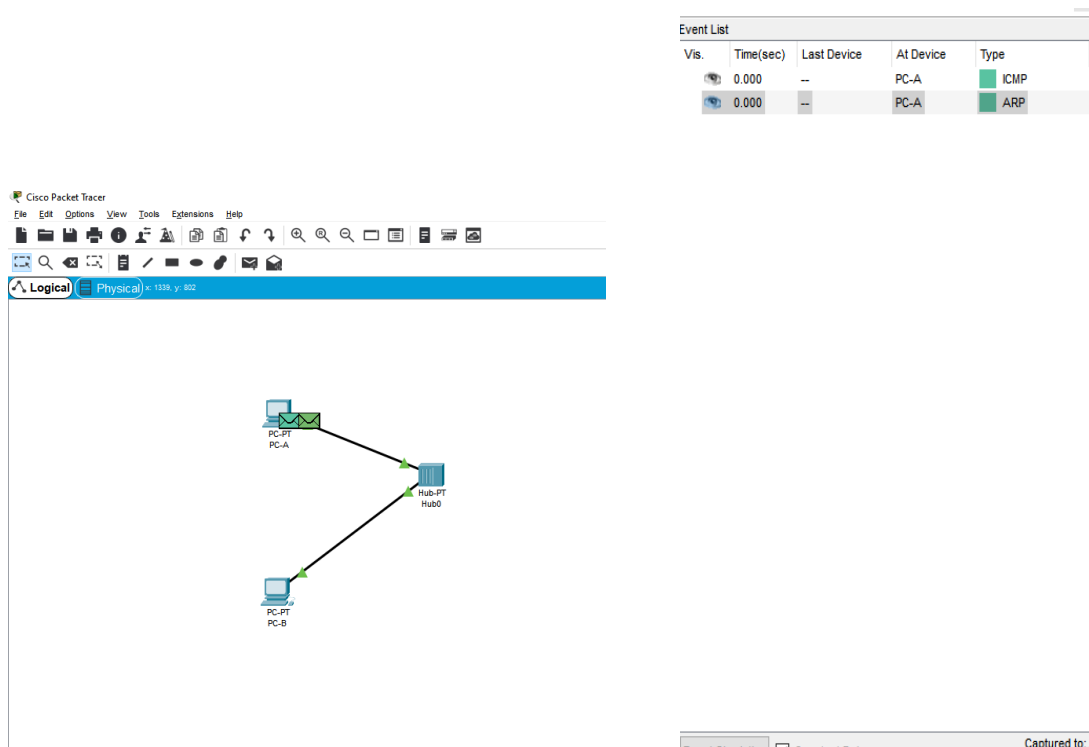 Event List
Vis. Time(sec) Last Device At Device Type
0.000 -- PC-A ICMP
0.000 -- PC-A ARP
Cisco Packet Tracer
File Edit Options View Tools Extensions Help
Logical Physical x: 1339, y: 802
PC-PT
PC-A
Hub-PT
Hub0
PC-PT
PC-B
Captured to: